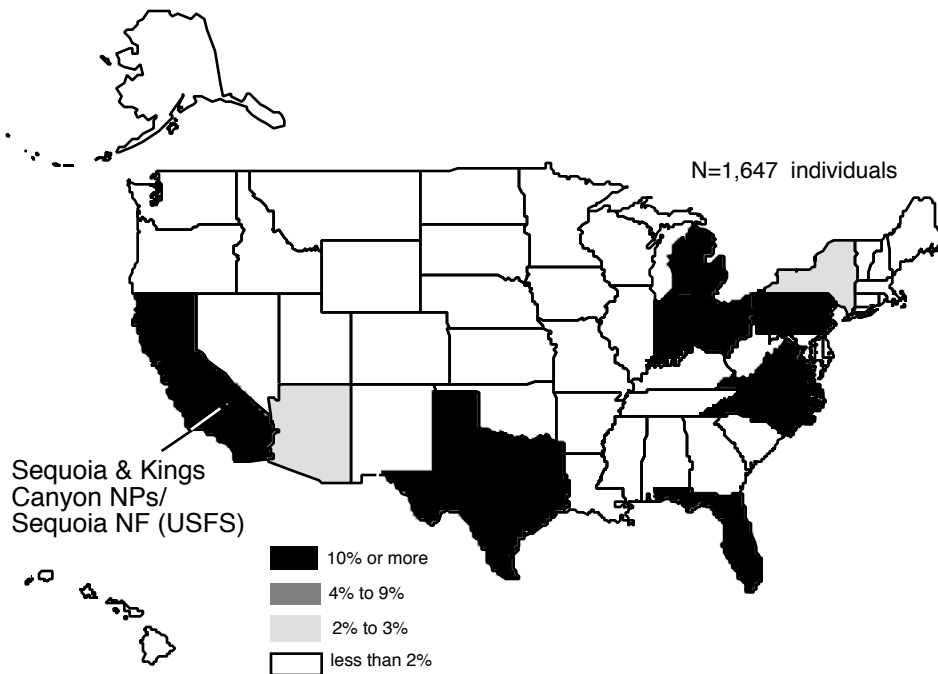 N=1,647 individuals
Sequoia & Kings
Canyon NPs/
Sequoia NF (USFS)
10% or more
4% to 9%
2% to 3%
less than 2%